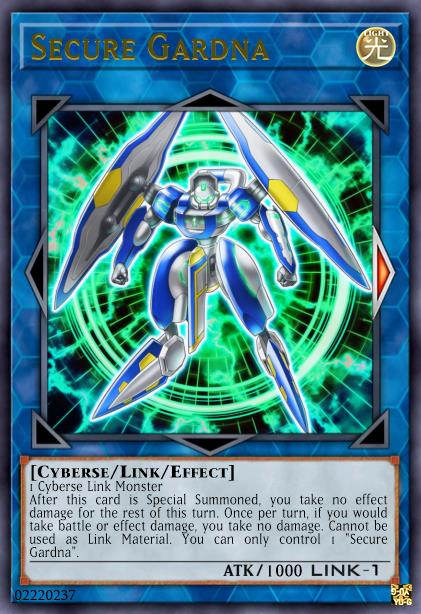 Secure Gardna
LIGHT
光
[Cyberse/Link/Effect]
1 Cyberse Link Monster
After this card is Special Summoned, you take no effect
damage for the rest of this turn. Once per turn, if you would
take battle or effect damage, you take no damage. Cannot be
used as Link Material. You can only control 1 "Secure
Gardna".
ATK/1000 LINK-1
02220237